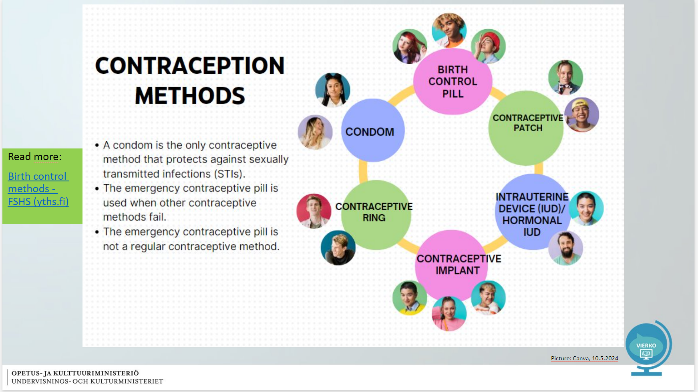 CONTRACEPTION
METHODS
• A condom is the only contraceptive
method that protects against sexually
transmitted infections (STIs).
• The emergency contraceptive pill is
used when other contraceptive
methods fail.
• The emergency contraceptive pill is
not a regular contraceptive method.
Read more:
Birth control
methods -
FSHS (yths.fi)
BIRTH
CONTROL
PILL
CONTRACEPTIVE
PATCH
INTRAUTERINE
DEVICE (IUD)/
HORMONAL
IUD
CONTRACEPTIVE
IMPLANT
CONTRACEPTIVE
RING
CONDOM
Picture: Canva, 10.5.2024
VIERKO
OPETUS- JA KULTTUURIMINISTERIÖ
UNDERVISNINGS- OCH KULTURMINISTERIET